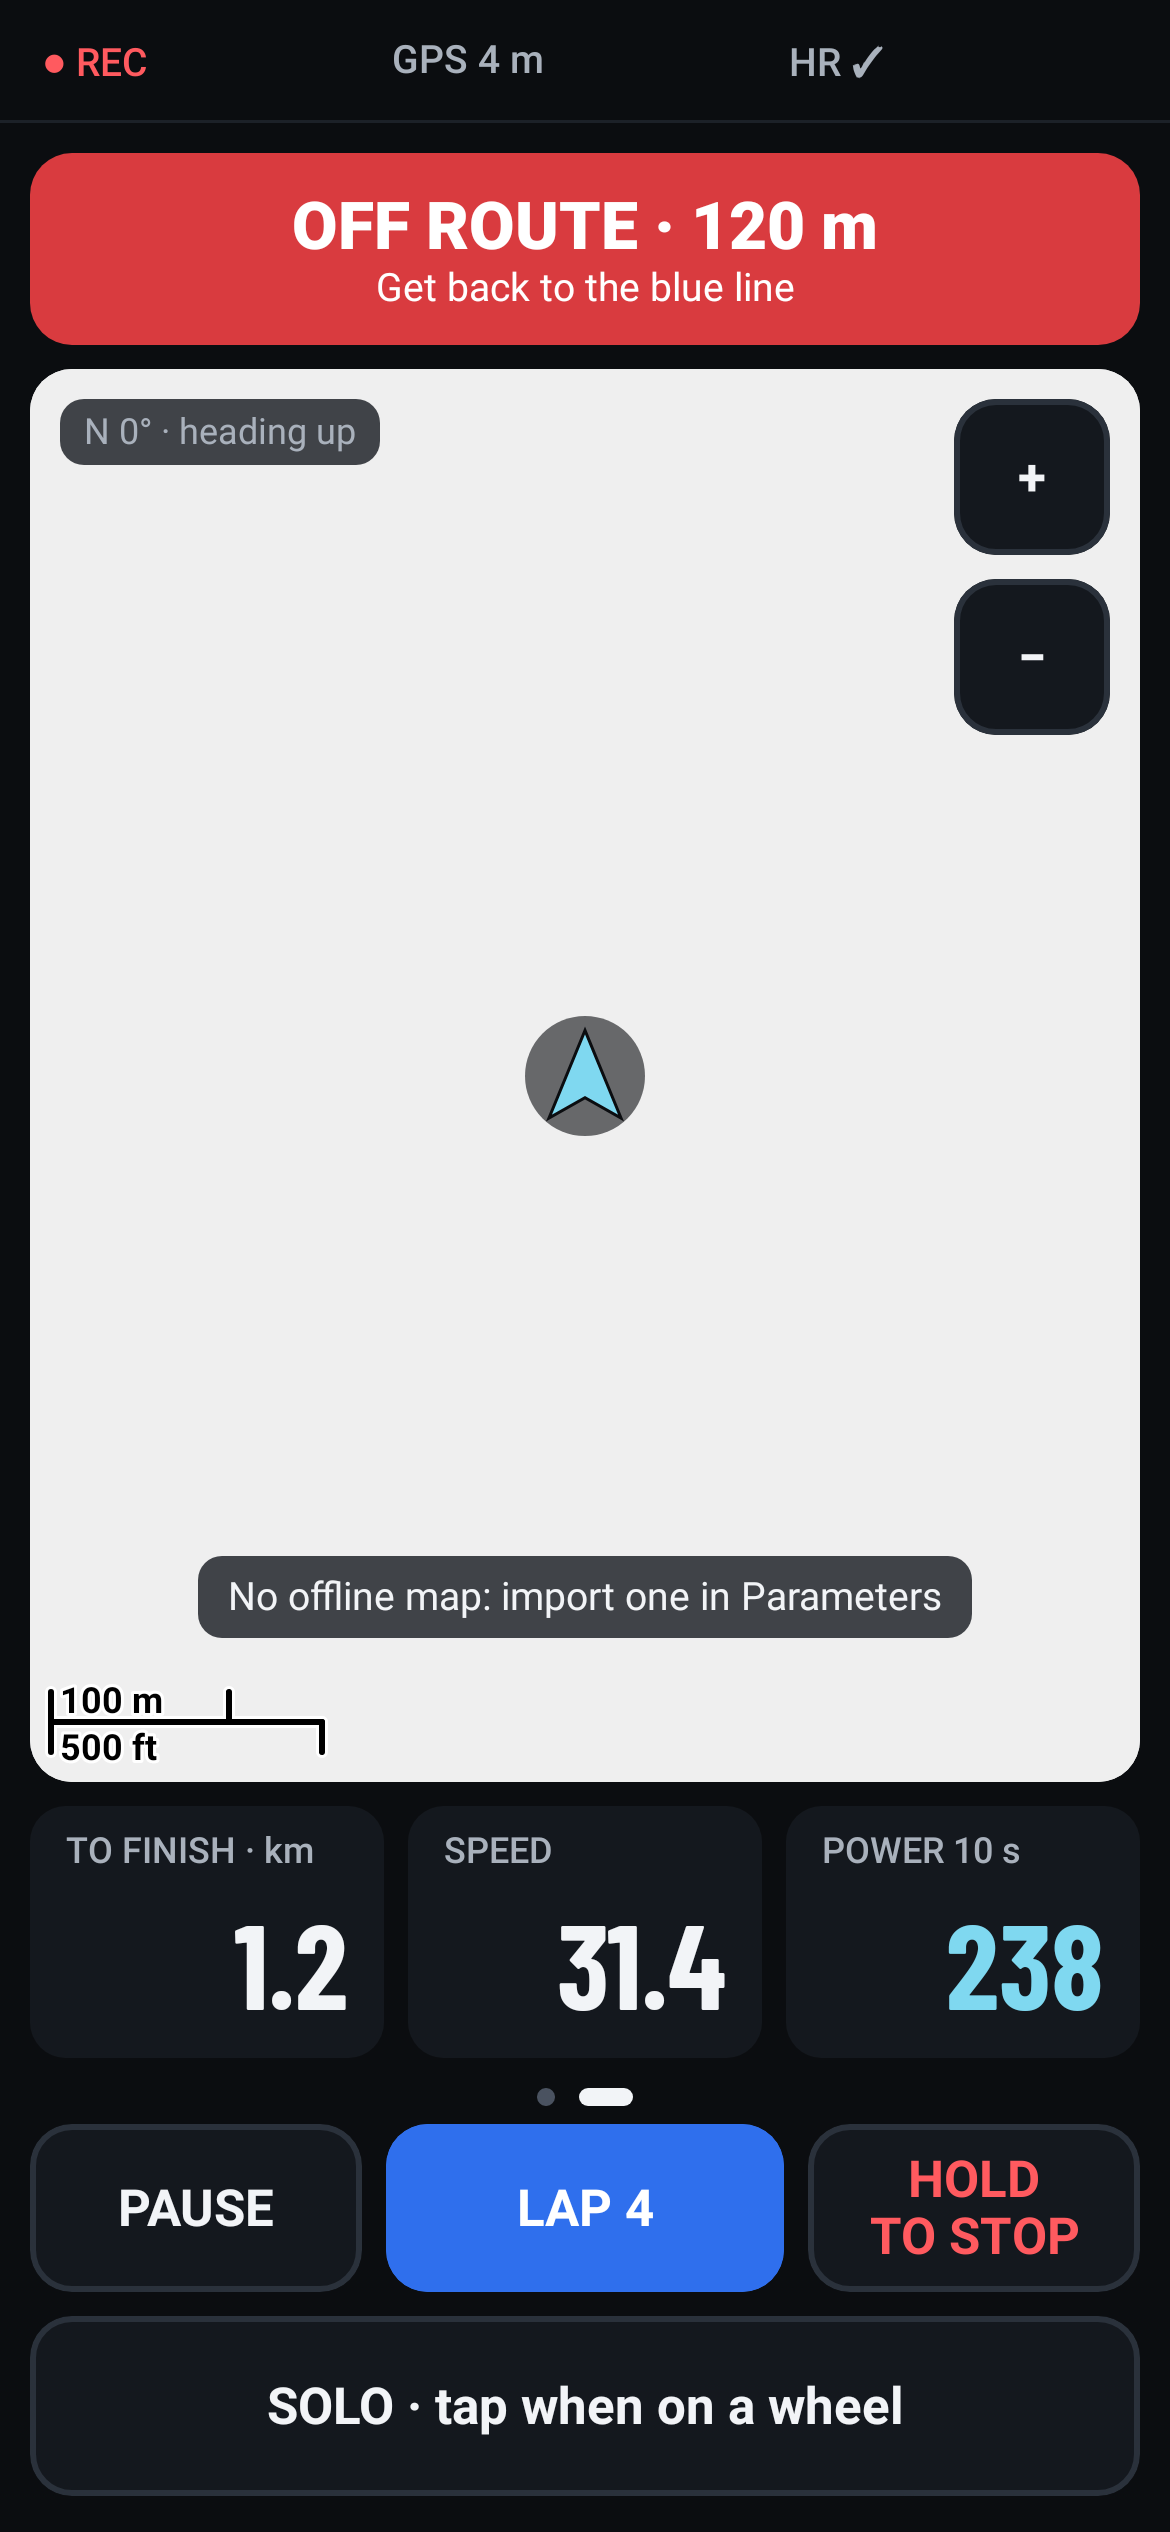 ● REC
GPS 4 m
HR ✓
OFF ROUTE · 120 m
Get back to the blue line
N 0° · heading up
+
−
No offline map: import one in Parameters
100 m
500 ft
TO FINISH · km
SPEED
POWER 10 s
1.2
31.4
238
PAUSE
LAP 4
HOLD
TO STOP
SOLO · tap when on a wheel